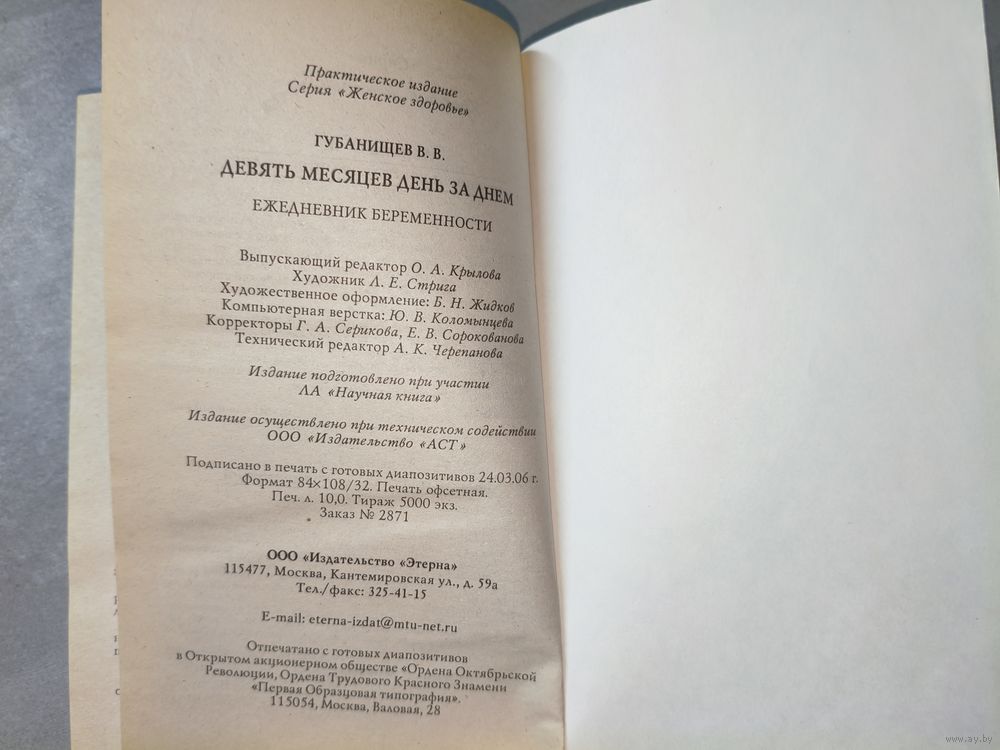 Практическое издание
Серия «Женское здоровье»
ГУБАНИЩЕВ В. В.
ДЕВЯТЬ МЕСЯЦЕВ ДЕНЬ ЗА ДНЕМ
ЕЖЕДНЕВНИК БЕРЕМЕННОСТИ
Выпускающий редактор О. А. Крылова
Художник Л. Е. Стрига
Художественное оформление: Б. Н. Жидков
Компьютерная верстка: Ю. В. Коломынцева
Корректоры Г. А. Серикова, Е. В. Сорокованова
Технический редактор А. К. Черепанова
Издание подготовлено при участии
ЛА «Научная книга»
Издание осуществлено при техническом содействии
ООО «Издательство «АСТ»
Подписано в печать с готовых диапозитивов 24.03.06 г.
Формат 84×108/32. Печать офсетная.
Печ. л. 10,0. Тираж 5000 экз.
Заказ № 2871
ООО «Издательство «Этерна»
115477, Москва, Кантемировская ул., д. 59а
Тел./факс: 325-41-15
E-mail: eterna-izdat@mtu-net.ru
Отпечатано с готовых диапозитивов
в Открытом акционерном обществе «Ордена Октябрьской
Революции, Ордена Трудового Красного Знамени
«Первая Образцовая типография».
115054, Москва, Валовая, 28
www.ay.by